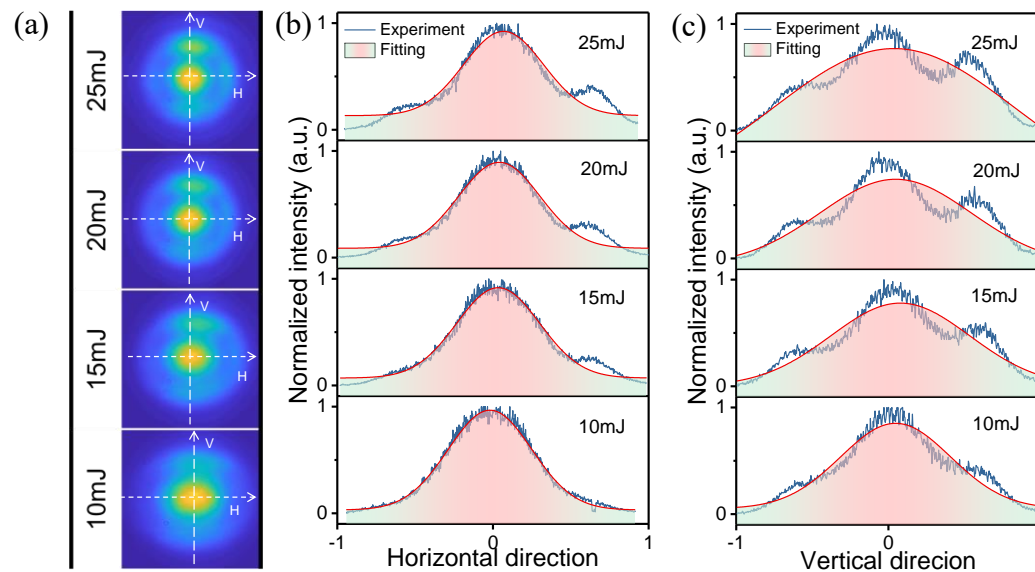 (a)
25mJ
V
H
20mJ
V
H
15mJ
V
H
10mJ
V
H
(b)
Normalized intensity (a.u.)
Experiment
Fitting
25mJ
1
0
20mJ
1
0
15mJ
1
0
10mJ
1
0
-1 0 1
Horizontal direction
(c)
Normalized intensity (a.u.)
Experiment
Fitting
25mJ
1
0
20mJ
1
0
15mJ
1
0
10mJ
1
0
-1 0
Vertical direcion